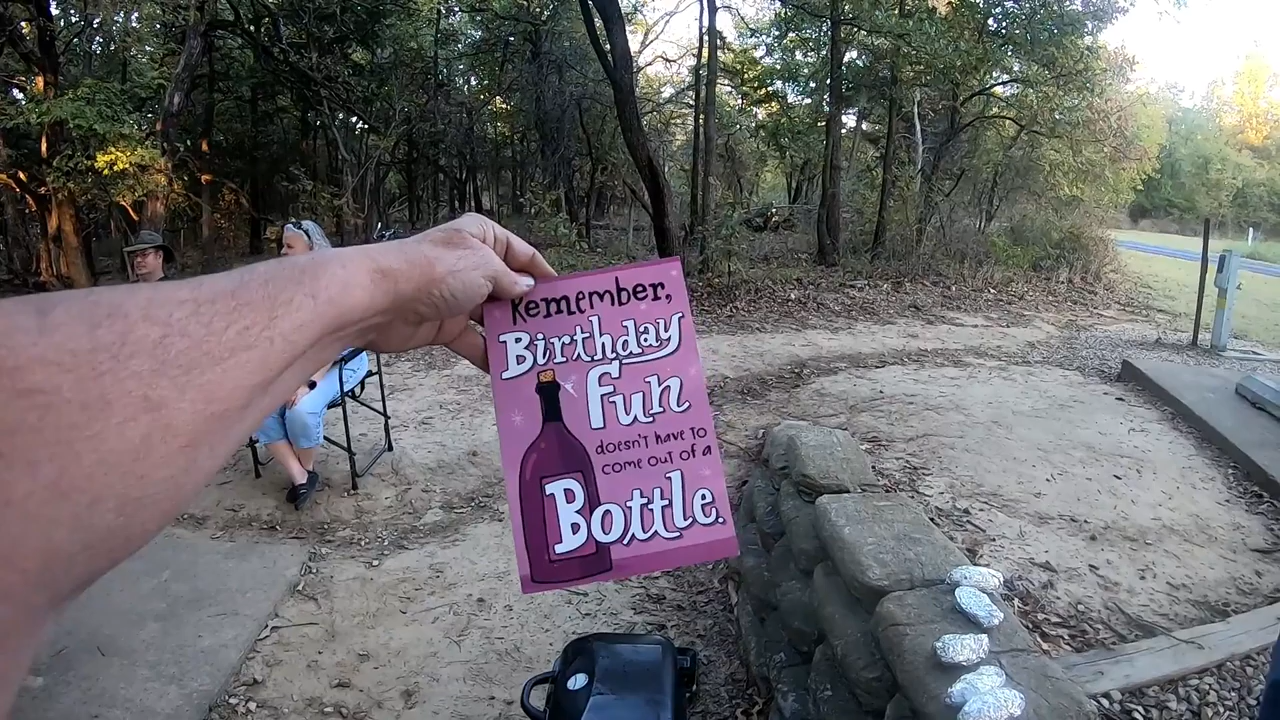 Remember,
Birthday
Fun
doesn't have to
come out of a
Bottle.